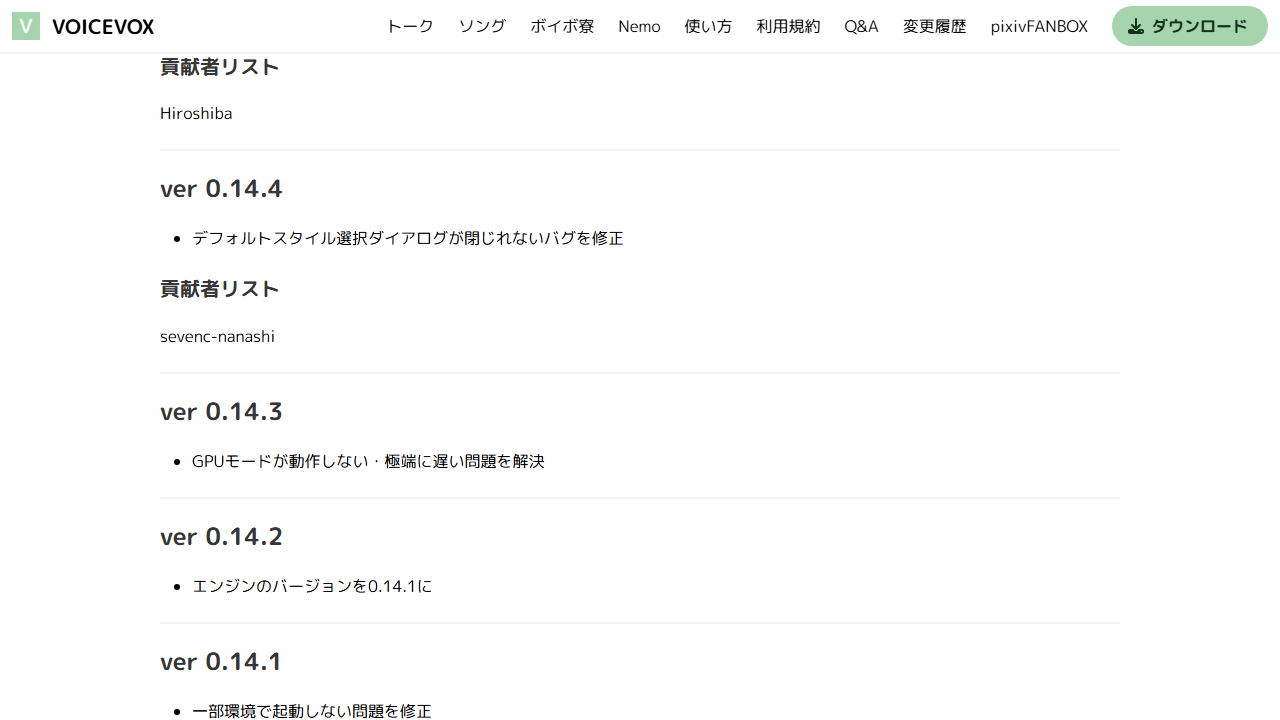 V VOICEVOX トーク ソング ボイボ寮 Nemo 使い方 利用規約 Q&A 変更履歴 pixivFANBOX ダウンロード
貢献者リスト
Hiroshiba
ver 0.14.4
• デフォルトスタイル選択ダイアログが閉じれないバグを修正
貢献者リスト
sevenc-nanashi
ver 0.14.3
• GPUモードが動作しない・極端に遅い問題を解決
ver 0.14.2
• エンジンのバージョンを0.14.1に
ver 0.14.1
• 一部環境で起動しない問題を修正